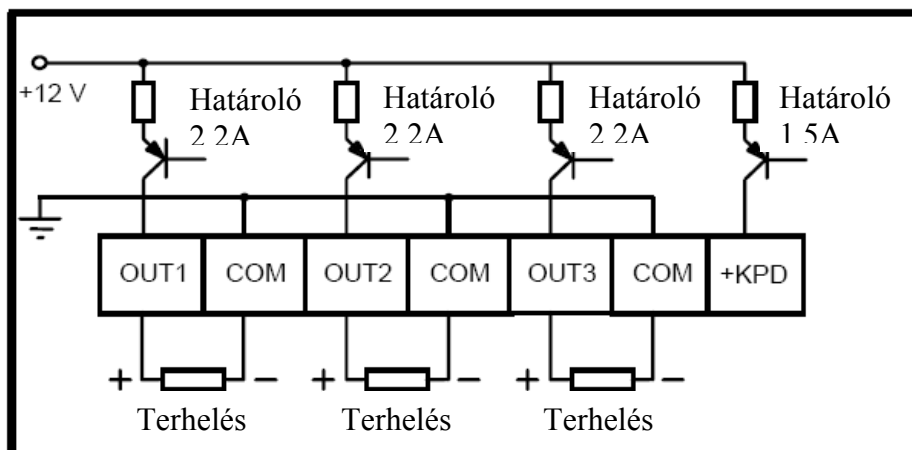 +12 V
Határoló
2.2A
Határoló
2.2A
Határoló
2.2A
Határoló
1.5A
OUT1 COM OUT2 COM OUT3 COM +KPD
+ − + − + −
Terhelés Terhelés Terhelés